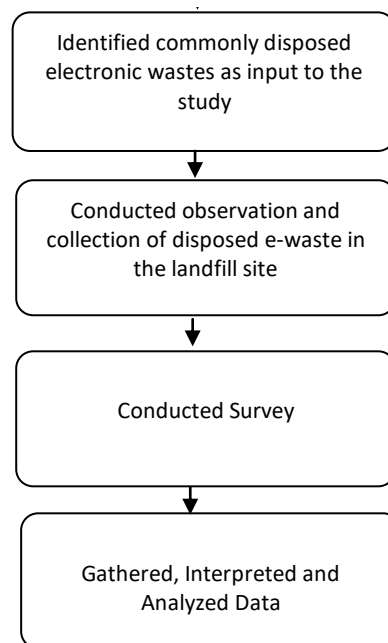 Identified commonly disposed
electronic wastes as input to the
study
Conducted observation and
collection of disposed e-waste in
the landfill site
Conducted Survey
Gathered, Interpreted and
Analyzed Data